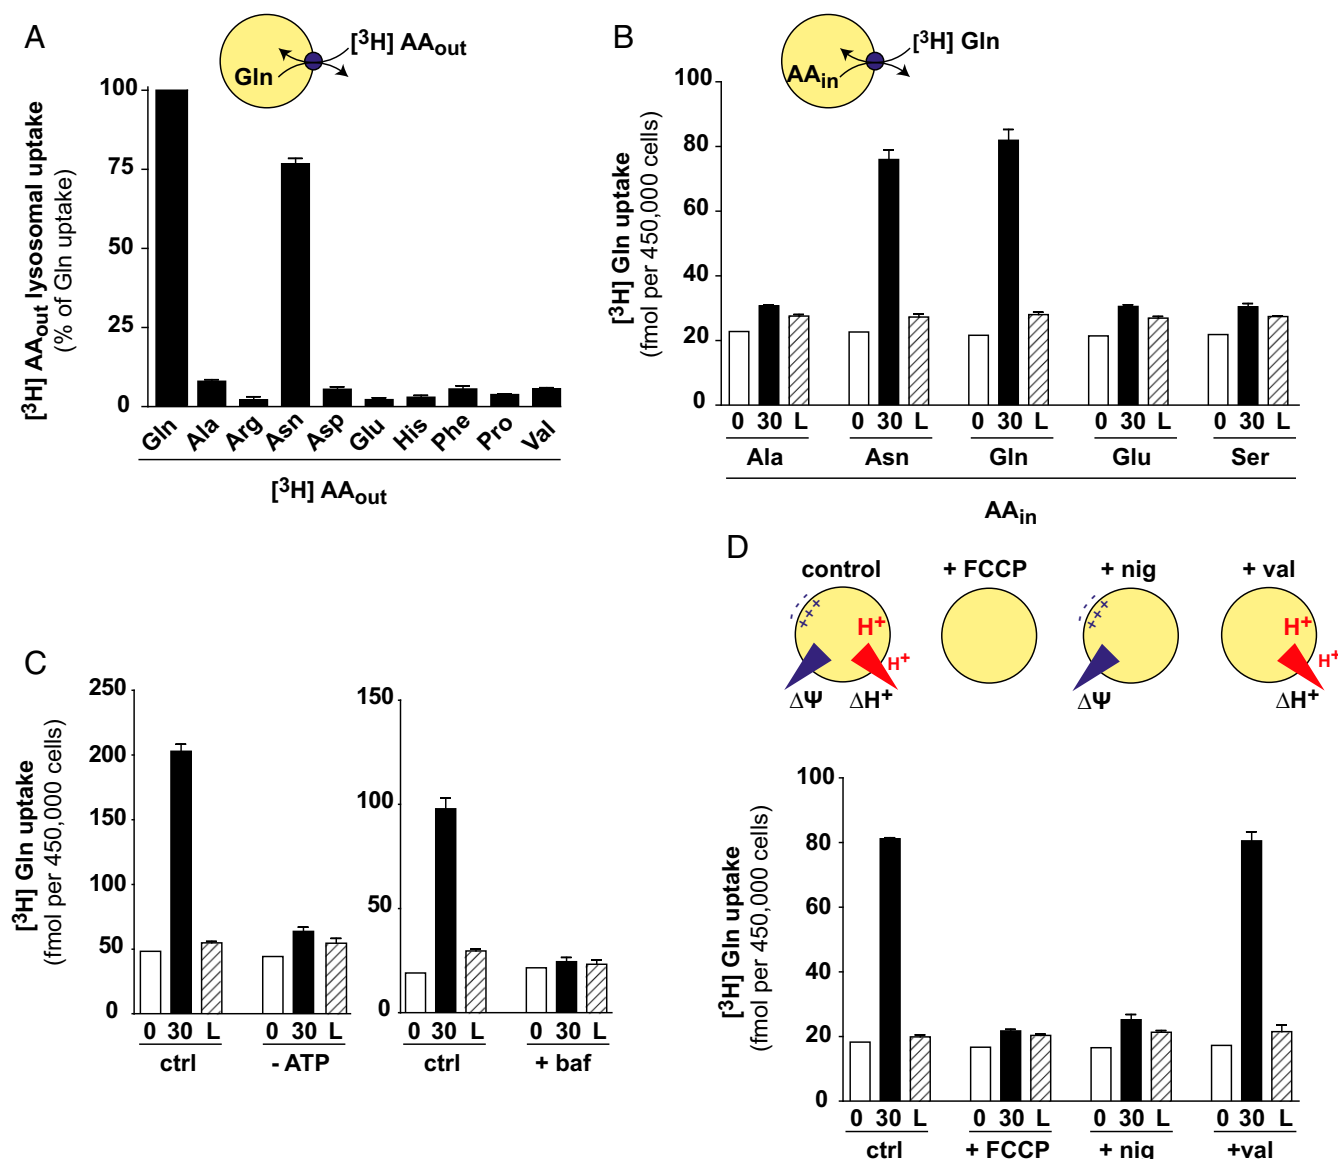 A
[³H] AAout
Gln
[³H] AAout lysosomal uptake
(% of Gln uptake)
100
75
50
25
0
Gln Ala Arg Asn Asp Glu His Phe Pro Val
[³H] AAout
B
[³H] Gln
AAin
[³H] Gln uptake
(fmol per 450,000 cells)
100
80
60
40
20
0
0 30 L 0 30 L 0 30 L 0 30 L 0 30 L
Ala Asn Gln Glu Ser
AAin
C
[³H] Gln uptake
(fmol per 450,000 cells)
250
200
150
100
50
0
0 30 L 0 30 L
ctrl - ATP
150
100
50
0
0 30 L 0 30 L
ctrl + baf
D
control + FCCP + nig + val
- - -
+ + +
H⁺
H⁺
ΔΨ ΔH⁺
- - -
+ + +
ΔΨ
H⁺
H⁺
ΔH⁺
[³H] Gln uptake
(fmol per 450,000 cells)
100
80
60
40
20
0
0 30 L 0 30 L 0 30 L 0 30 L
ctrl + FCCP + nig +val